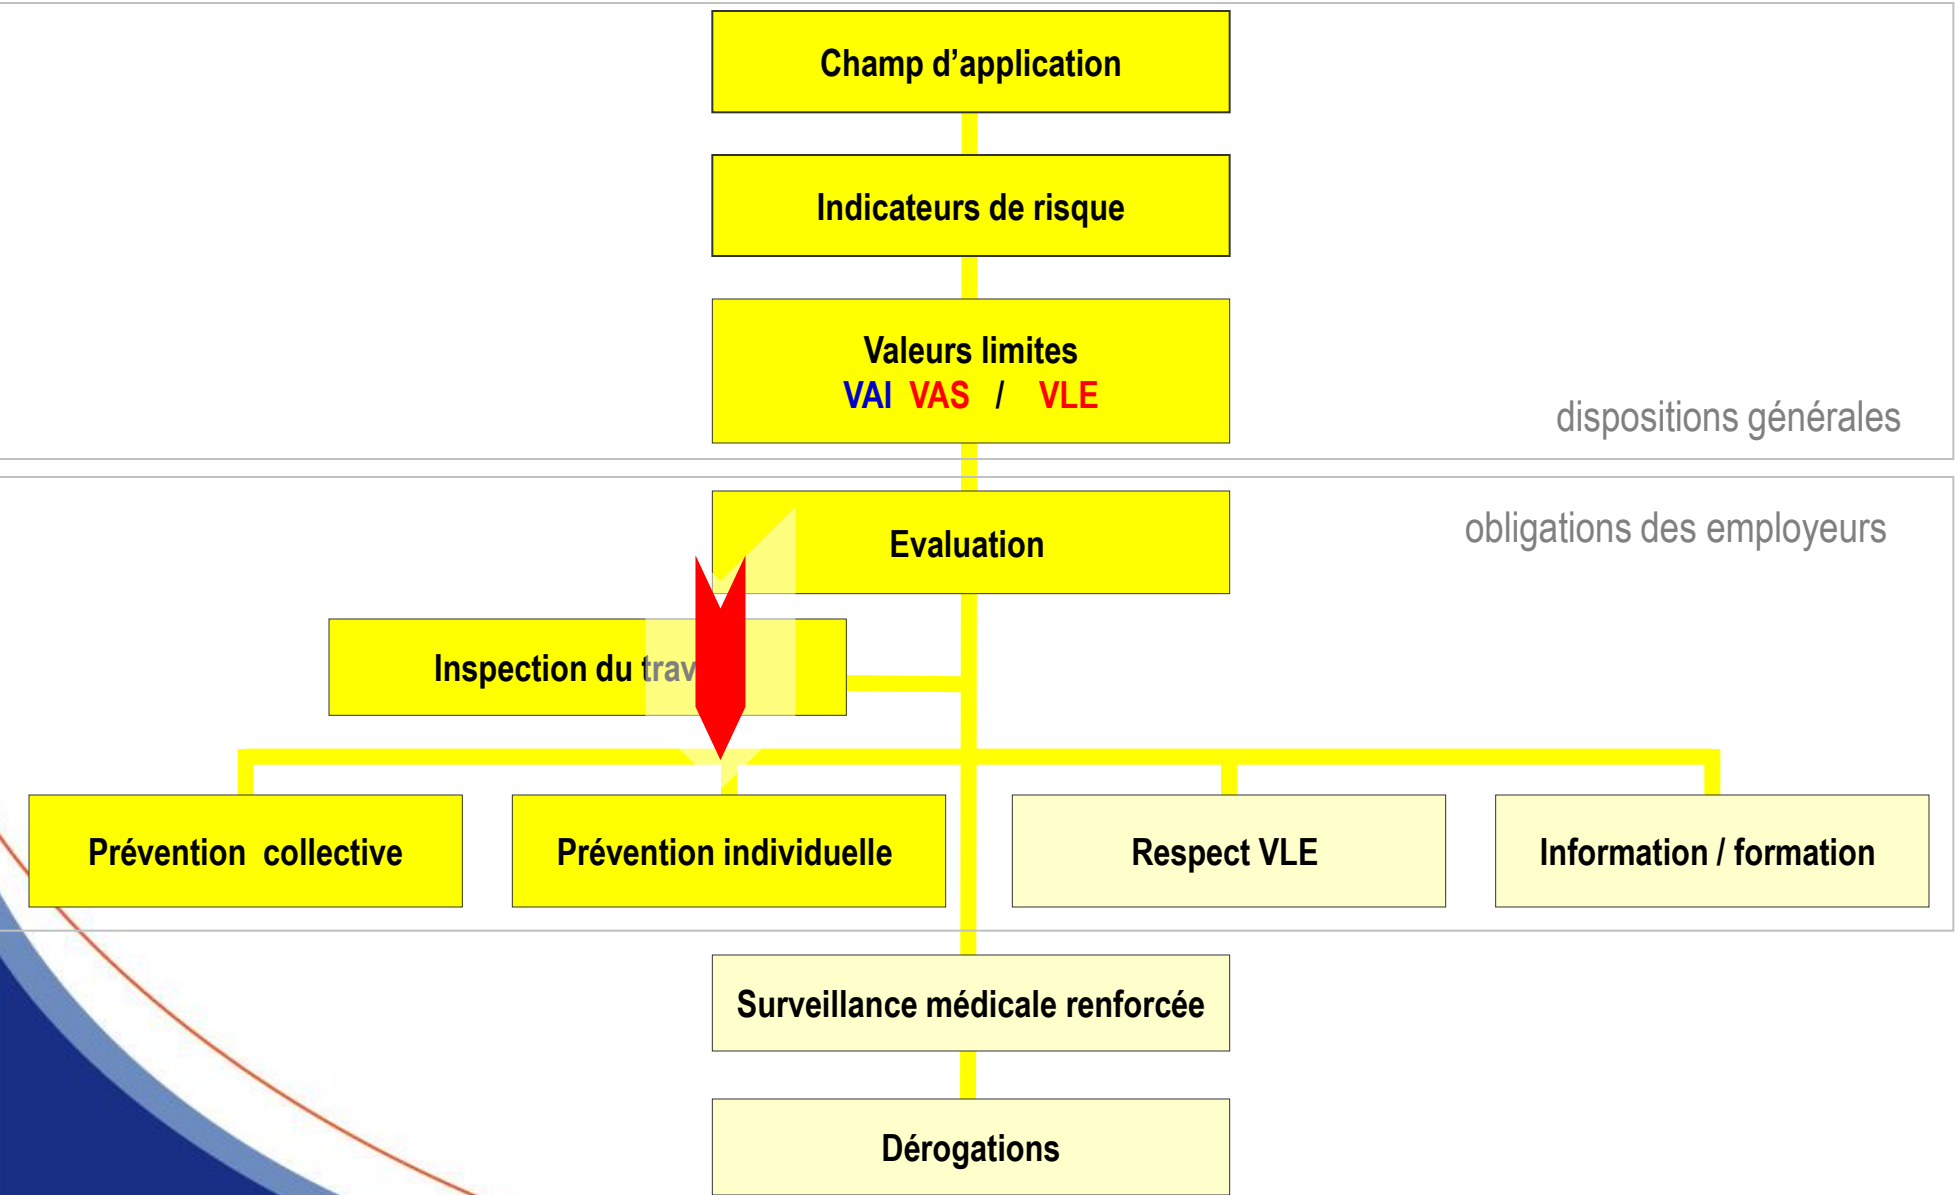 Champ d’application
Indicateurs de risque
Valeurs limites
VAI VAS / VLE
dispositions générales
obligations des employeurs
Evaluation
Inspection du trav
Prévention collective
Prévention individuelle
Respect VLE
Information / formation
Surveillance médicale renforcée
Dérogations